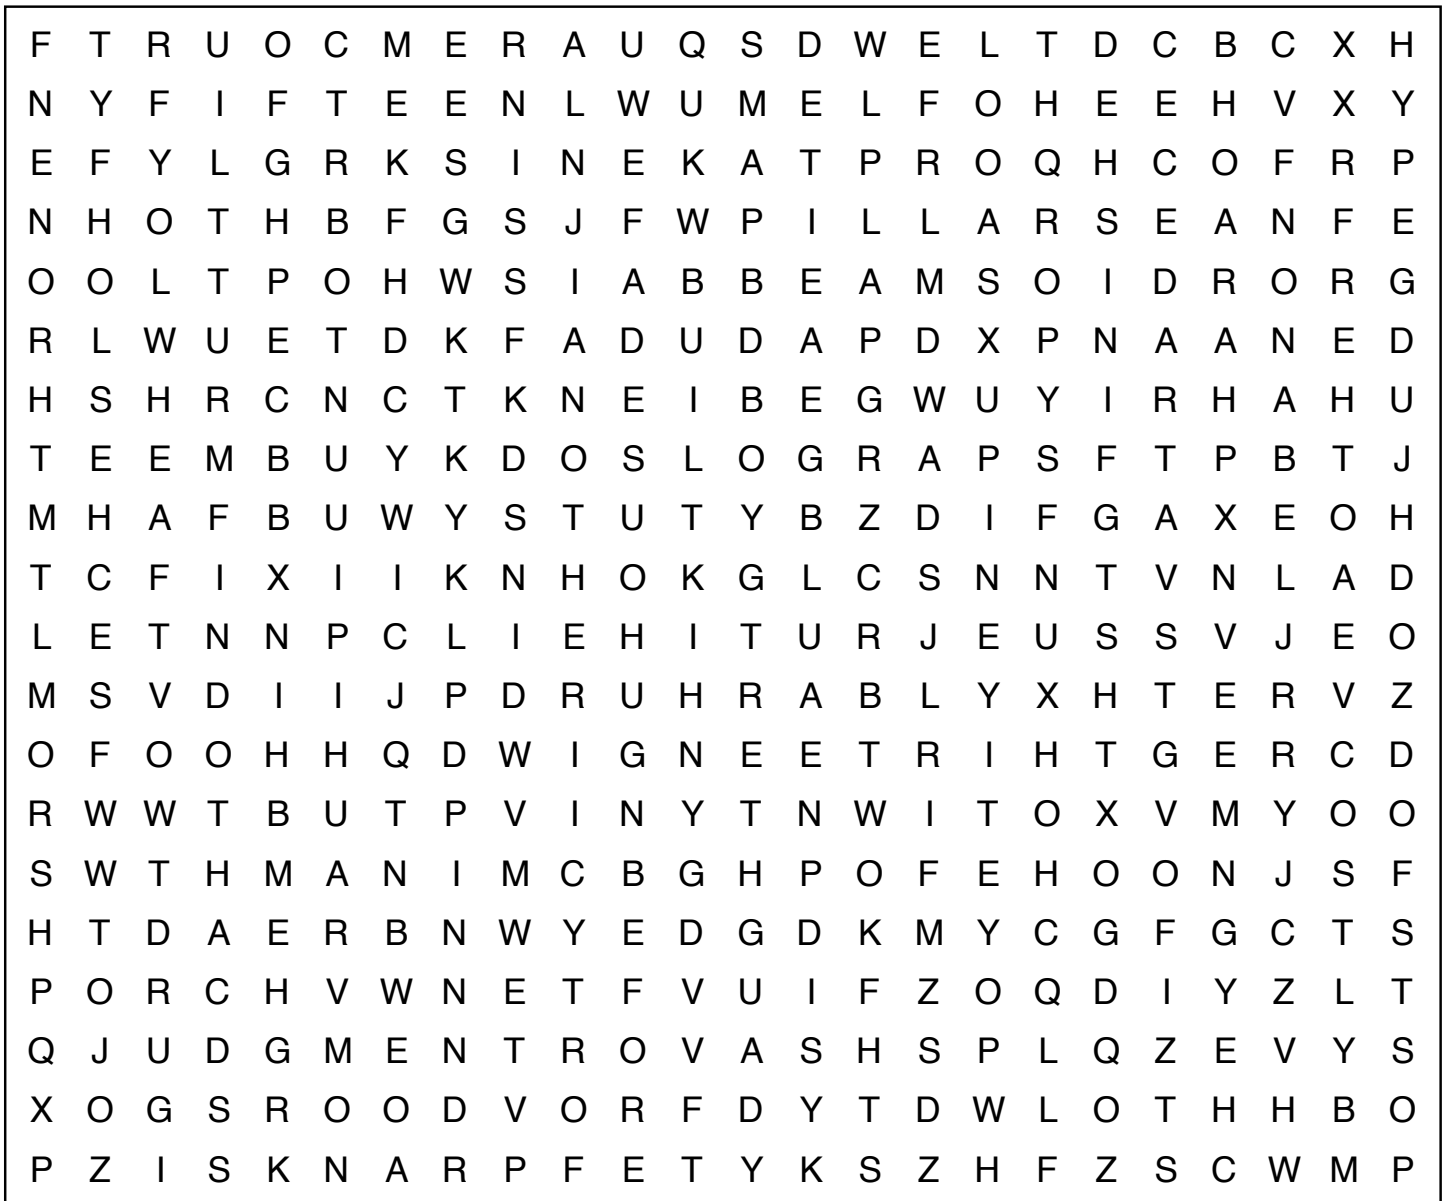 F T R U O C M E R A U Q S D W E L T D C B C X H
N Y F I F T E E N L W U M E L F O H E E H V X Y
E F Y L G R K S I N E K A T P R O Q H C O F R P
N H O T H B F G S J F W P I L L A R S E A N F E
O O L T P O H W S I A B B E A M S O I D R O R G
R L W U E T D K F A D U D A P D X P N A A N E D
H S H R C N C T K N E I B E G W U Y I R H A H U
T E E M B U Y K D O S L O G R A P S F T P B T J
M H A F B U W Y S T U T Y B Z D I F G A X E O H
T C F I X I I K N H O K G L C S N N T V N L A D
L E T N N P C L I E H I T U R J E U S S V J E O
M S V D I I J P D R U H R A B L Y X H T E R V Z
O F O O H H Q D W I G N E E T R I H T G E R C D
R W W T B U T P V I N Y T N W I T O X V M Y O O
S W T H M A N I M C B G H P O F E H O O N J S F
H T D A E R B N W Y E D G D K M Y C G F G C T S
P O R C H V W N E T F V U I F Z O Q D I Y Z L T
Q J U D G M E N T R O V A S H S P L Q Z E V Y S
X O G S R O O D V O R F D Y T D W L O T H H B O
P Z I S K N A R P F E T Y K S Z H F Z S C W M P